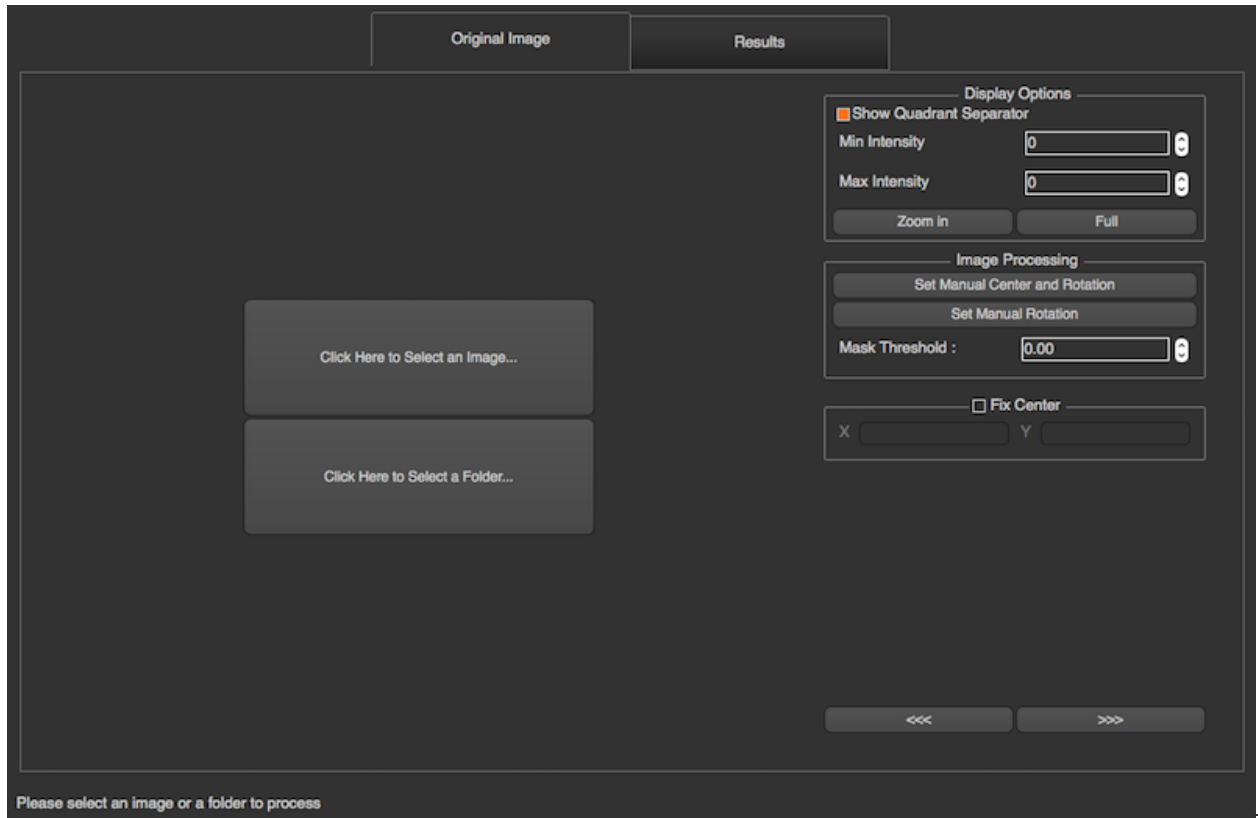 Original Image
Results
Display Options
Show Quadrant Separator
Min Intensity 0
Max Intensity 0
Zoom in Full
Image Processing
Set Manual Center and Rotation
Set Manual Rotation
Mask Threshold : 0.00
Fix Center
X Y
Click Here to Select an Image...
Click Here to Select a Folder...
<<< >>>
Please select an image or a folder to process